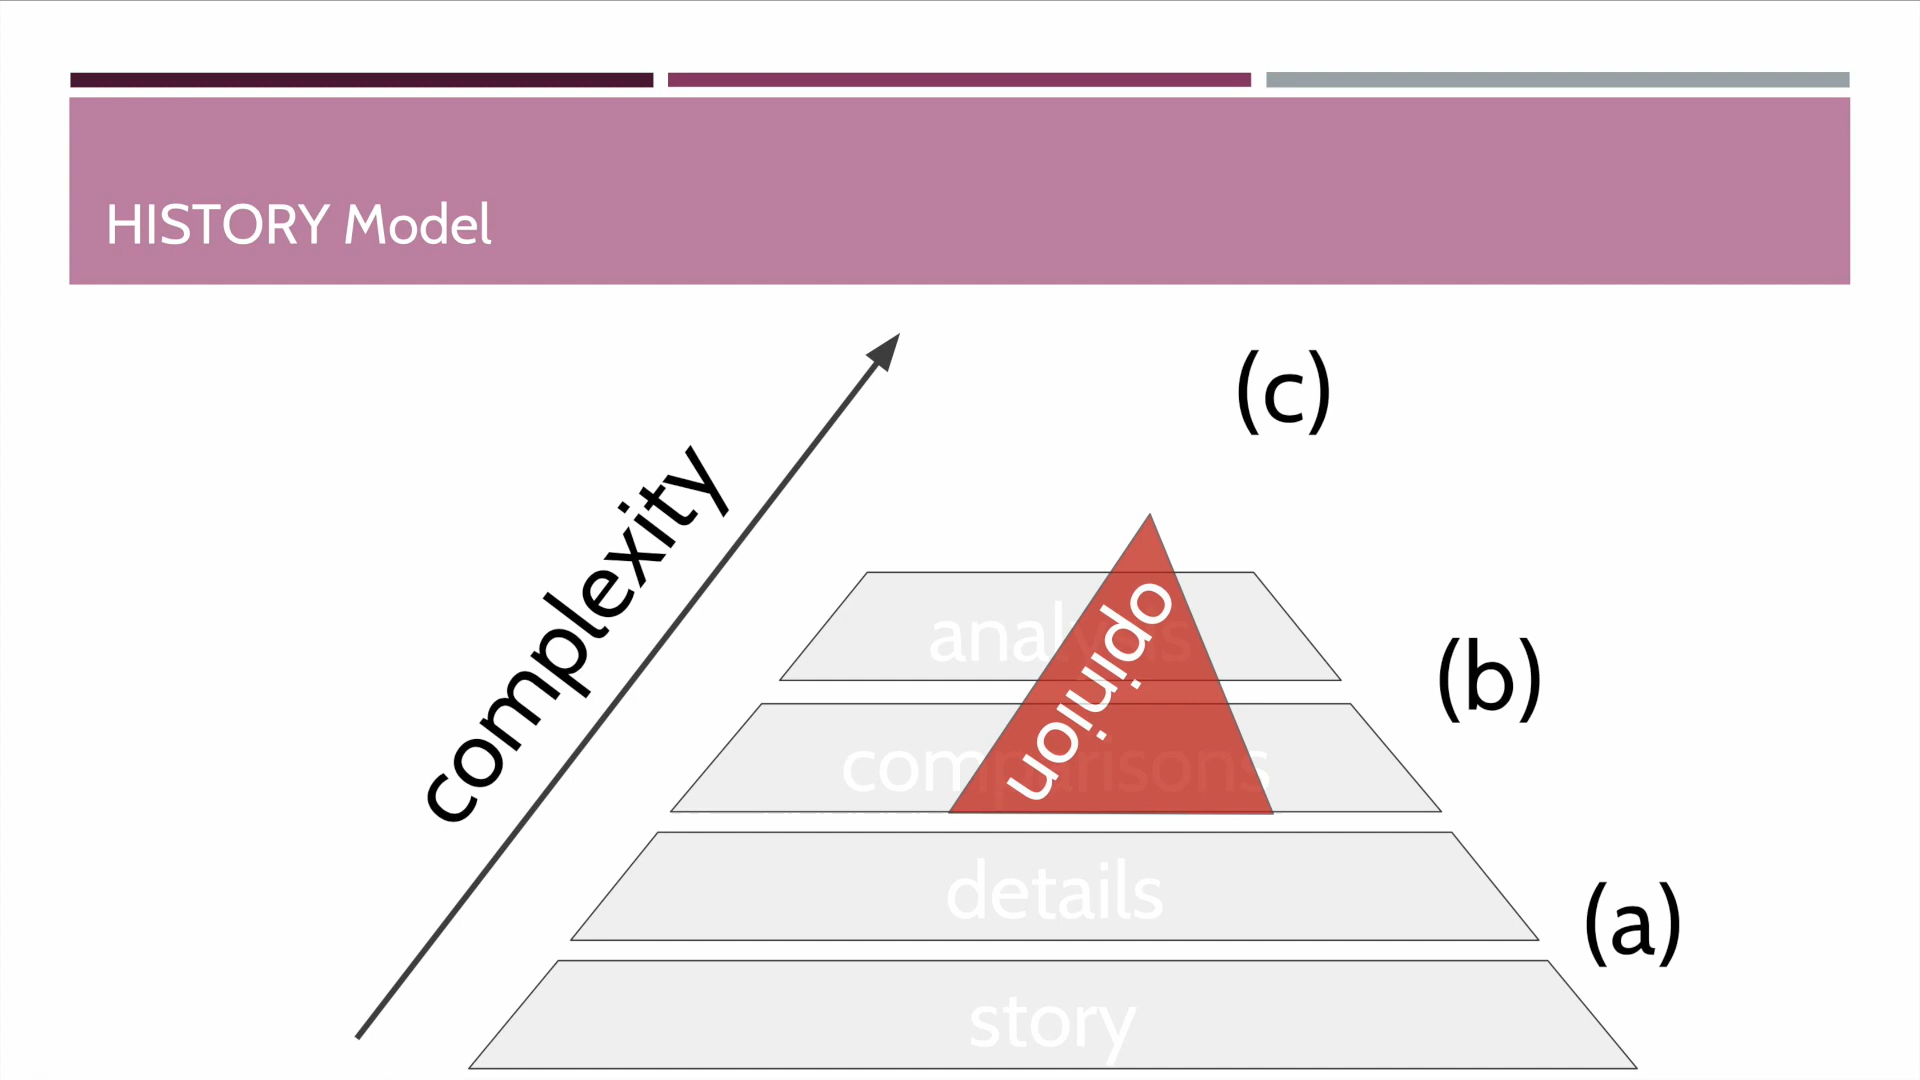 HISTORY Model
(c)
complexity
opinion
analysis
(b)
comparisons
details
(a)
story